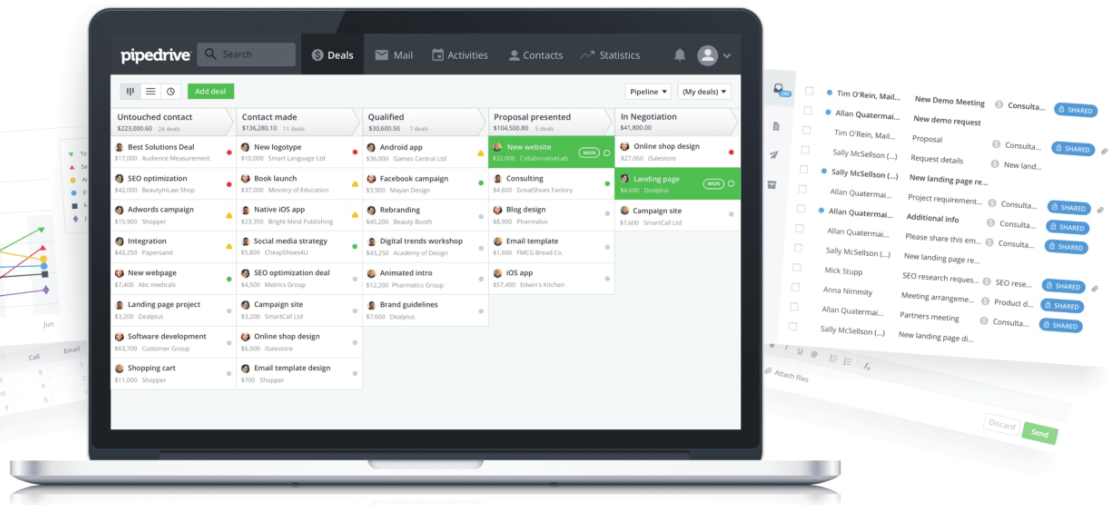 pipedrive
Search
Deals
Mail
Activities
Contacts
Statistics
Add deal
Pipeline
(My deals)
Untouched contact
$223,000.60 24 deals
Best Solutions Deal
$17,000 Audience Measurement
SEO optimization
$42,000 BeautyInLaw Shop
Adwords campaign
$15,900 Shopper
Integration
$43,250 Papersand
New webpage
$7,400 Abc medicals
Landing page project
$3,200 Dealplus
Software development
$63,700 Customer Group
Shopping cart
$11,000 Shopper
Contact made
$136,280.10 11 deals
New logotype
$10,000 Smart Language Ltd
Book launch
$37,000 Ministry of Education
Native iOS app
$23,350 Bright Mind Publishing
Social media strategy
$5,800 CheapShoes4U
SEO optimization deal
$4,500 Metrics Group
Campaign site
$3,200 SmartCall Ltd
Online shop design
$6,000 iSalestore
Email template design
$700 Shopper
Qualified
$30,600.50 7 deals
Android app
$36,000 Games Central Ltd
Facebook campaign
$3,900 Mayan Design
Rebranding
$45,200 Beauty Booth
Digital trends workshop
$43,250 Academy of Design
Animated intro
$12,200 Pharmatics Group
Brand guidelines
$7,600 Dealplus
Proposal presented
$104,500.80 5 deals
New website
$32,000 CollaborativeLab
WON
Consulting
$4,600 GreatShoes Factory
Blog design
$8,900 Pharmalux
Email template
$1,600 FMCG Bread Co.
iOS app
$57,400 Edwin's Kitchen
In Negotiation
$41,800.00
Online shop design
$27,060 iSalestore
Landing page
$4,600 Dealplus
WON
Campaign site
$7,600 SmartCall Ltd
Tim O'Rein, Mail... New Demo Meeting Consulta... SHARED
Allan Quatermai... New demo request
Tim O'Rein, Mail... Proposal Consulta... SHARED
Sally McSellson (...) Request details New land...
Sally McSellson (...) New landing page re...
Allan Quatermai... Project requirement... Consulta... SHARED
Allan Quatermai... Additional info Consulta... SHARED
Allan Quatermai... Please share this em... Consulta... SHARED
Sally McSellson (...) New landing page re...
Mick Stupp SEO research reques... SEO rese... SHARED
Anna Nimmity Meeting arrangeme... Product d... SHARED
Allan Quatermai... Partners meeting Consulta... SHARED
Sally McSellson (...) New landing page di...
Attach files
Discard
Send
Jun
Call
Email